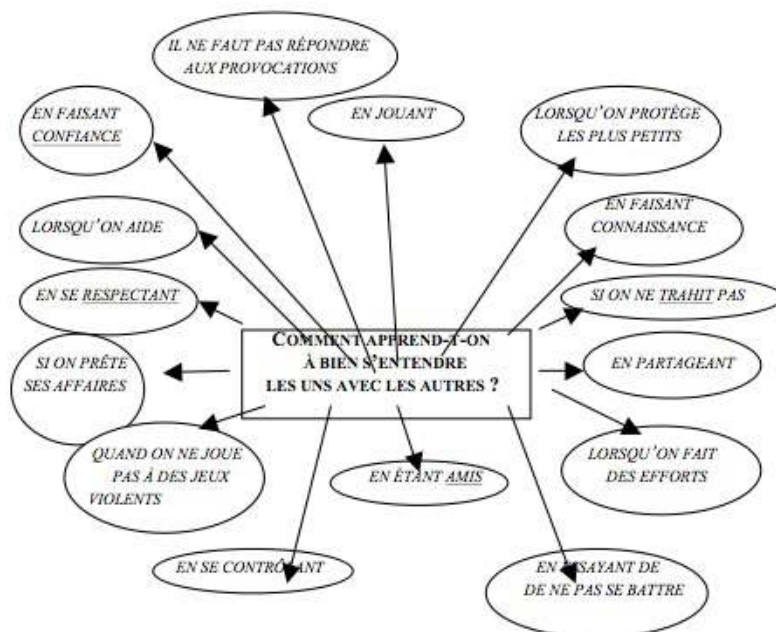 IL NE FAUT PAS RÉPONDRE
AUX PROVOCATIONS
EN FAISANT
CONFIANCE
EN JOUANT
LORSQU'ON PROTÈGE
LES PLUS PETITS
LORSQU'ON AIDE
EN FAISANT
CONNAISSANCE
EN SE RESPECTANT
SI ON NE TRAHIT PAS
COMMENT APPREND-T-ON
À BIEN S'ENTENDRE
LES UNS AVEC LES AUTRES ?
SI ON PRÊTE
SES AFFAIRES
EN PARTAGEANT
QUAND ON NE JOUE
PAS À DES JEUX
VIOLENTS
EN ÉTANT AMIS
LORSQU'ON FAIT
DES EFFORTS
EN SE CONTRÔLANT
EN ESSAYANT DE
DE NE PAS SE BATTRE